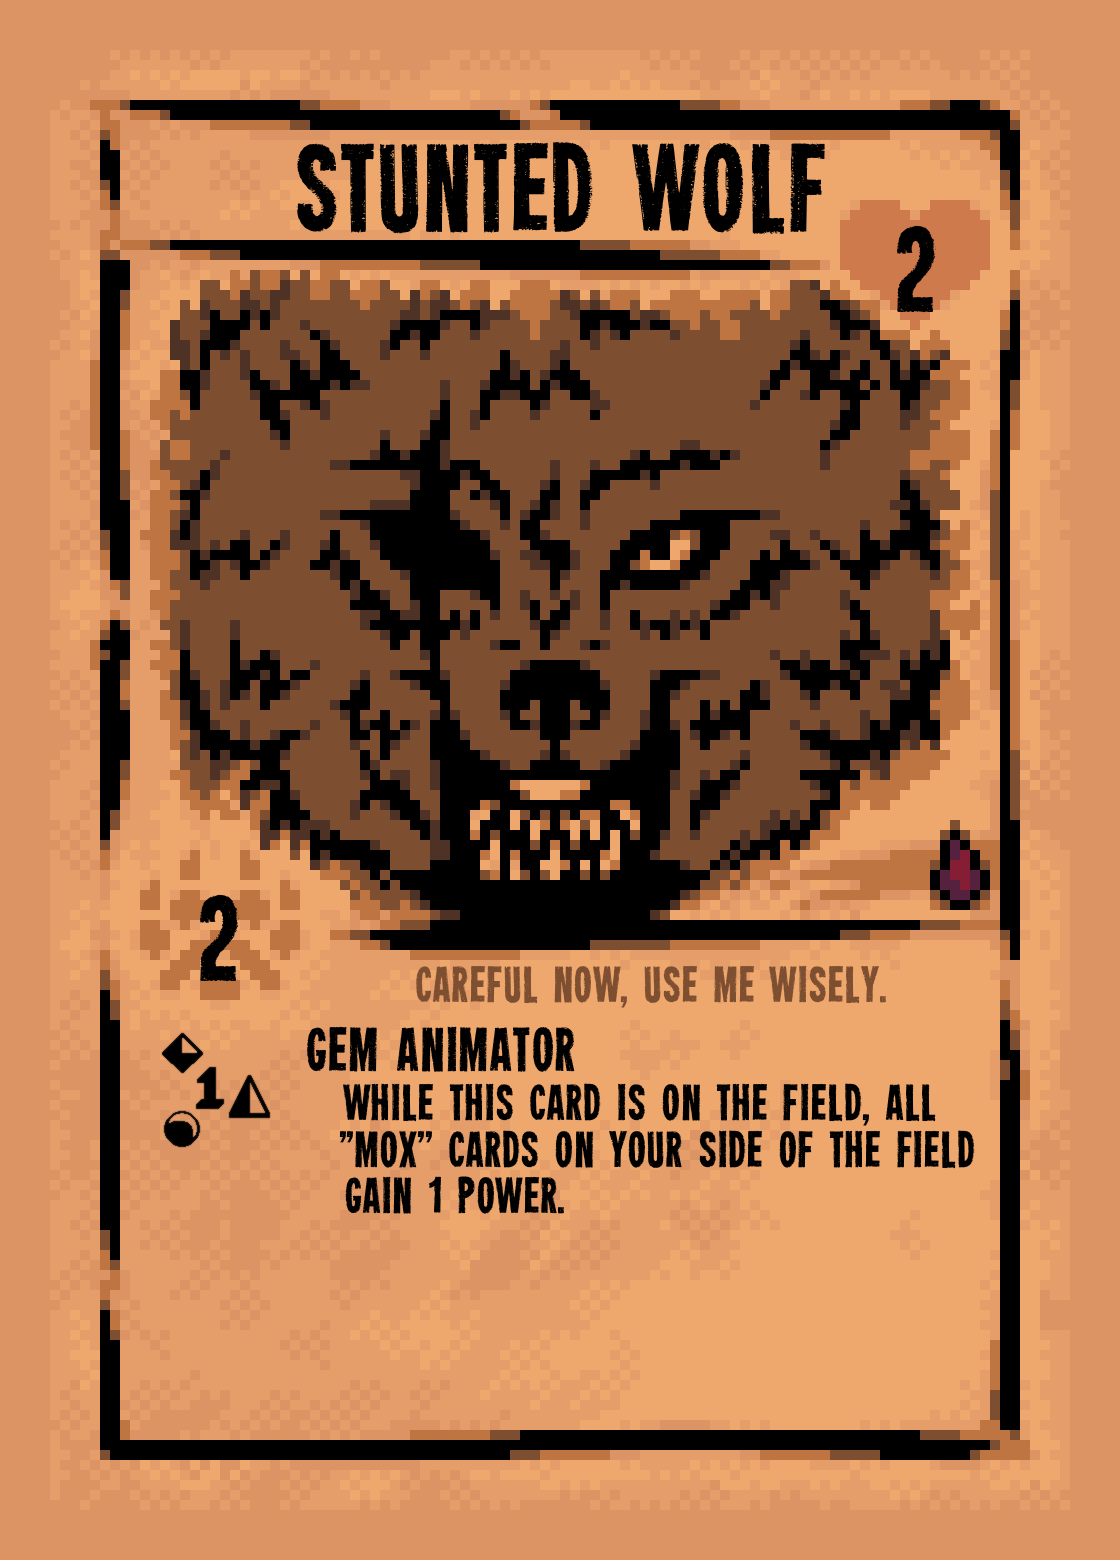 STUNTED WOLF
2
2
CAREFUL NOW, USE ME WISELY.
GEM ANIMATOR
1
WHILE THIS CARD IS ON THE FIELD, ALL
"MOX" CARDS ON YOUR SIDE OF THE FIELD
GAIN 1 POWER.